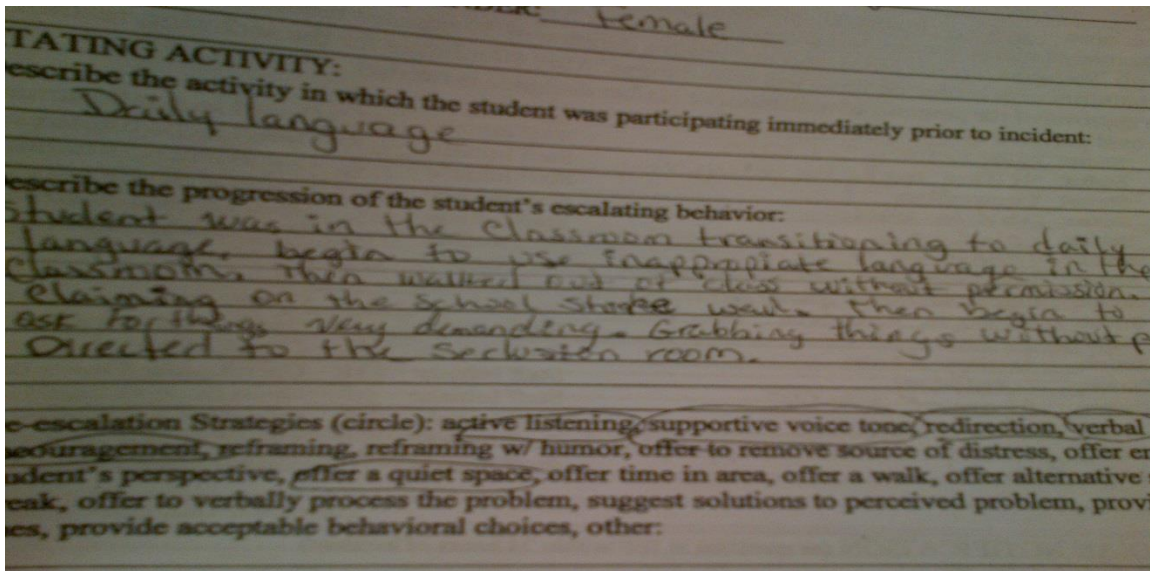 female
TATING ACTIVITY:
escribe the activity in which the student was participating immediately prior to incident:
Daily language
escribe the progression of the student's escalating behavior:
Student was in the Classroom transitioning to daily
language, begin to use inappropiate language in the
Classroom. Then walked out of class without permission.
Claiming on the school wall. Then begin to
ask for things very demanding. Grabbing things without p
Directed to the seclusion room.
e-escalation Strategies (circle): active listening, supportive voice tone, redirection, verbal
couragement, reframing, reframing w/ humor, offer to remove source of distress, offer en
udent's perspective, offer a quiet space, offer time in area, offer a walk, offer alternative
eak, offer to verbally process the problem, suggest solutions to perceived problem, provi
es, provide acceptable behavioral choices, other: